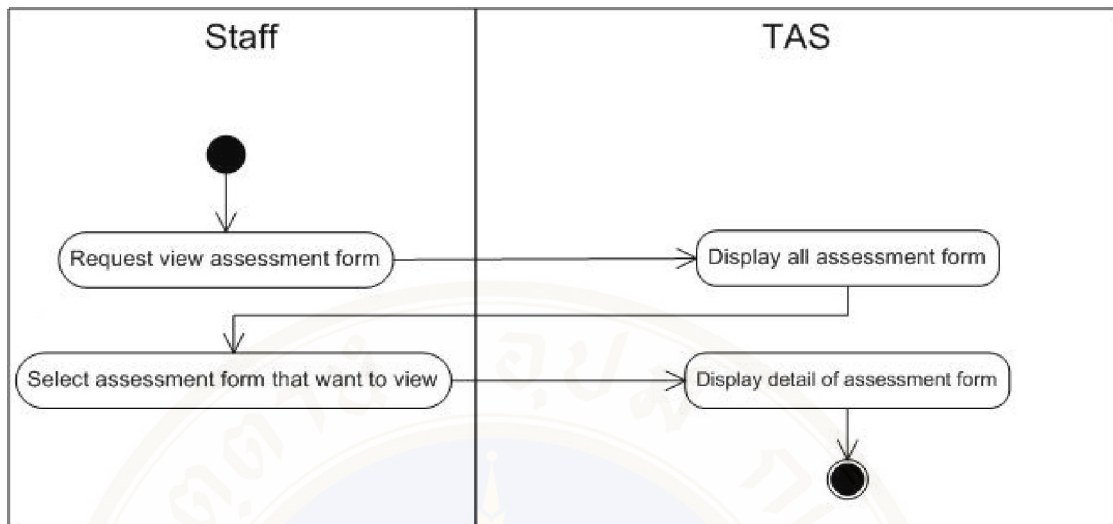 Staff
TAS
Request view assessment form
Display all assessment form
Select assessment form that want to view
Display detail of assessment form